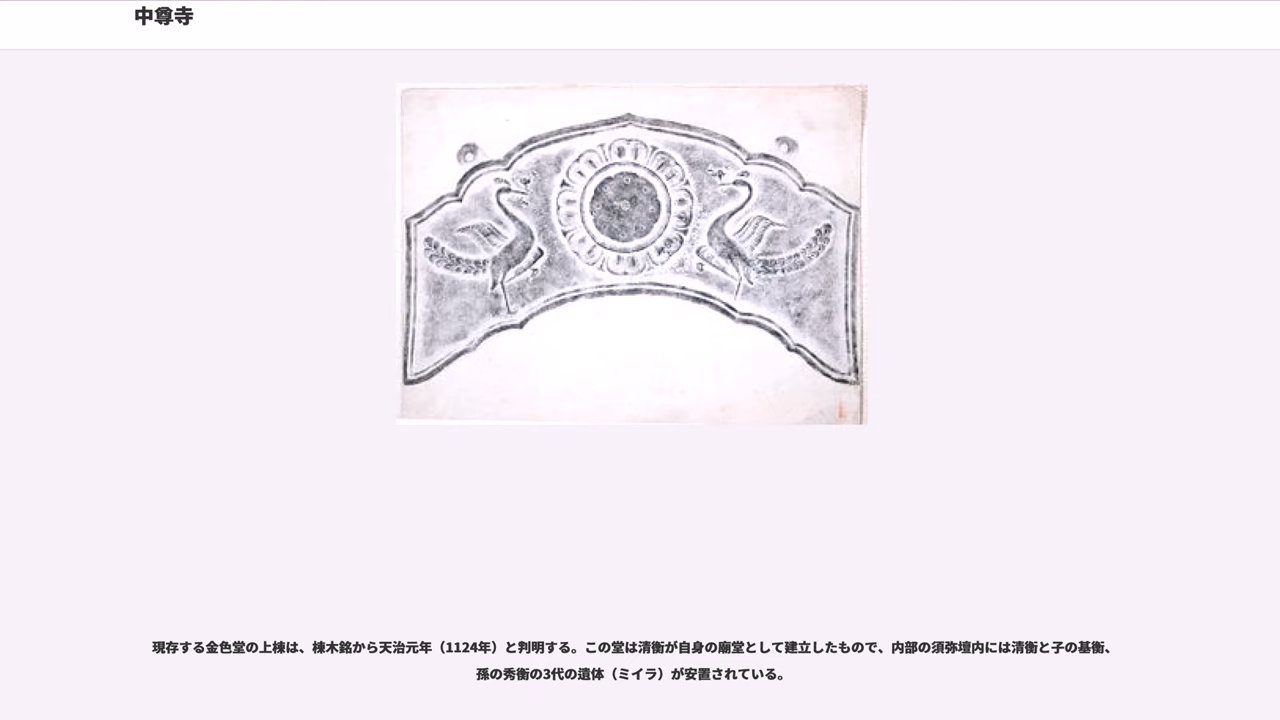 中尊寺
現存する金色堂の上棟は、棟木銘から天治元年（1124年）と判明する。この堂は清衡が自身の廟堂として建立したもので、内部の須弥壇内には清衡と子の基衡、
孫の秀衡の3代の遺体（ミイラ）が安置されている。